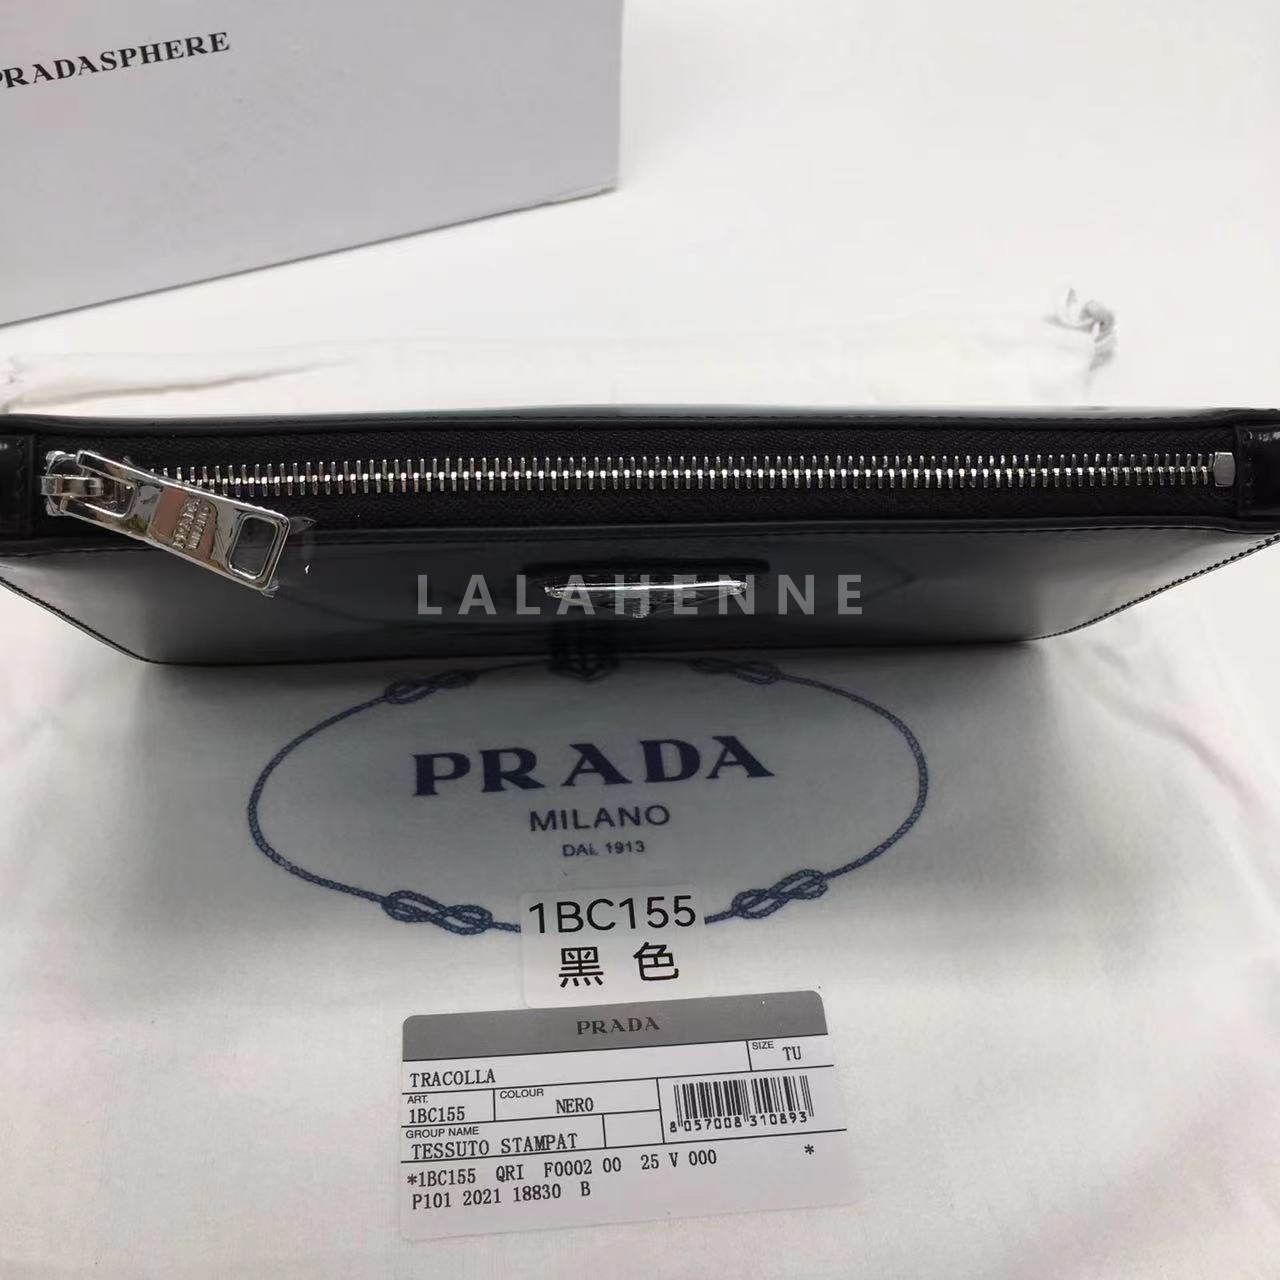 PRADASPHERE
PRADA
MILANO
LALAHENNE
PRADA
MILANO
DAL 1913
1BC155
黑色
PRADA
TRACOLLA
SIZE TU
ART. 1BC155
COLOUR NERO
GROUP NAME
TESSUTO STAMPAT
8 057008 310893
*1BC155 QRI F0002 00 25 V 000 *
P101 2021 18830 B